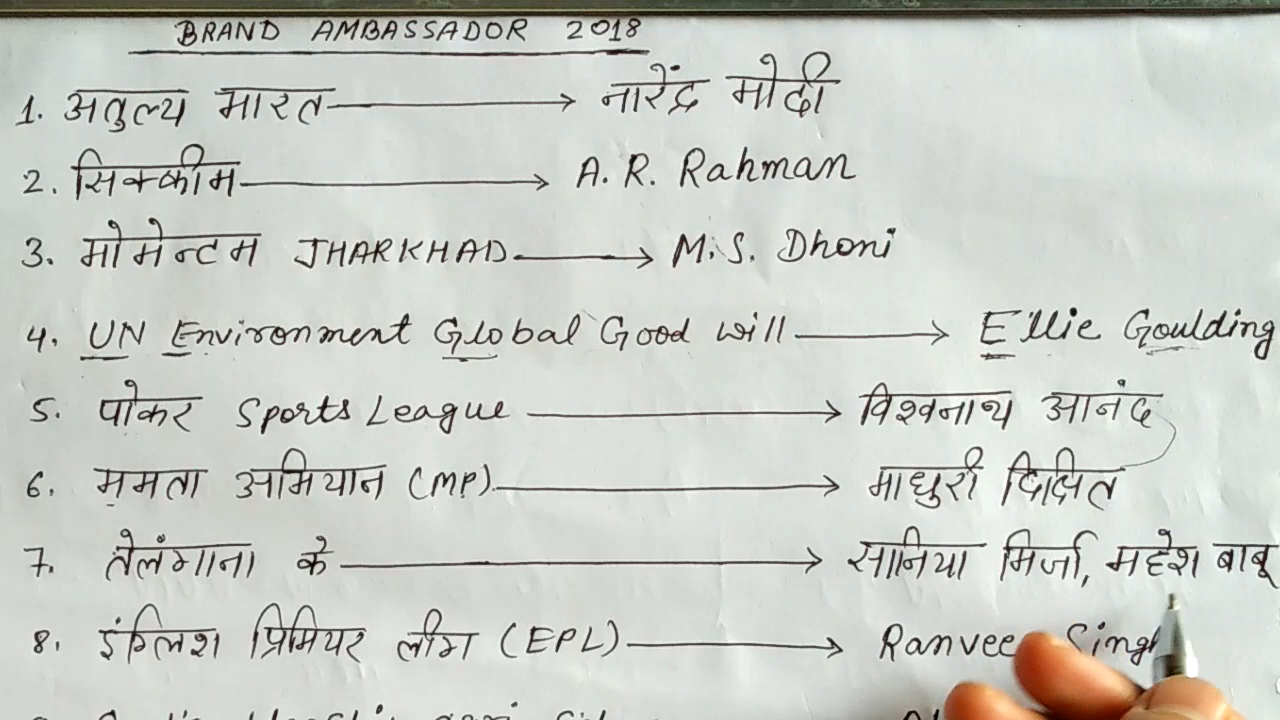 BRAND AMBASSADOR 2018
1. अतुल्य भारत → नारेंद्र मोदी
2. सिक्कीम → A. R. Rahman
3. मोमेन्टम JHARKHAD → M.S. Dhoni
4. UN Environment Global Good will → Ellie Goulding
5. पोकर Sports League → विश्वनाथ आनंद
6. ममता अभियान (MP) → माधुरी दिक्षित
7. तेलंगाना के → सानिया मिर्जा, महेश बाबू
8. इंग्लिश प्रिमियर लीग (EPL) → Ranvee Singh